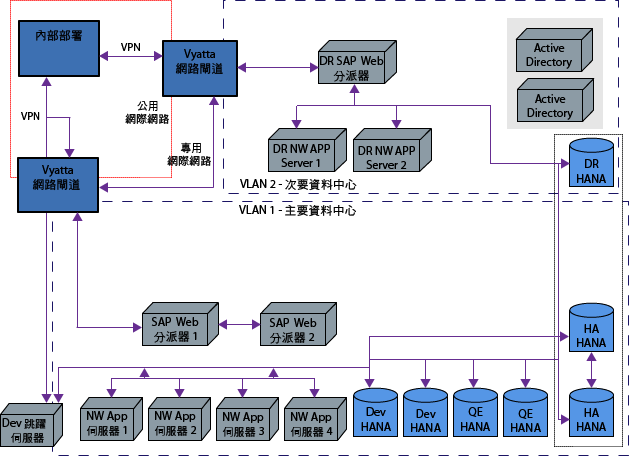 內部部署
VPN
Vyatta
網路閘道
DR SAP Web
分派器
Active
Directory
Active
Directory
公用
網際網路
VPN
專用
網際網路
DR NW APP
Server 1
DR NW APP
Server 2
DR
HANA
Vyatta
網路閘道
VLAN 2 - 次要資料中心
VLAN 1 - 主要資料中心
SAP Web
分派器 1
SAP Web
分派器 2
HA
HANA
Dev 跳躍
伺服器
NW App
伺服器 1
NW App
伺服器 2
NW App
伺服器 3
NW App
伺服器 4
Dev
HANA
Dev
HANA
QE
HANA
QE
HANA
HA
HANA